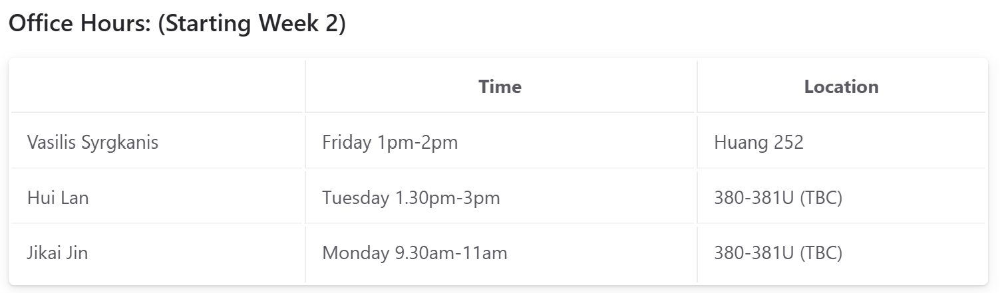 Office Hours: (Starting Week 2)
Time Location
Vasilis Syrgkanis Friday 1pm-2pm Huang 252
Hui Lan Tuesday 1.30pm-3pm 380-381U (TBC)
Jikai Jin Monday 9.30am-11am 380-381U (TBC)